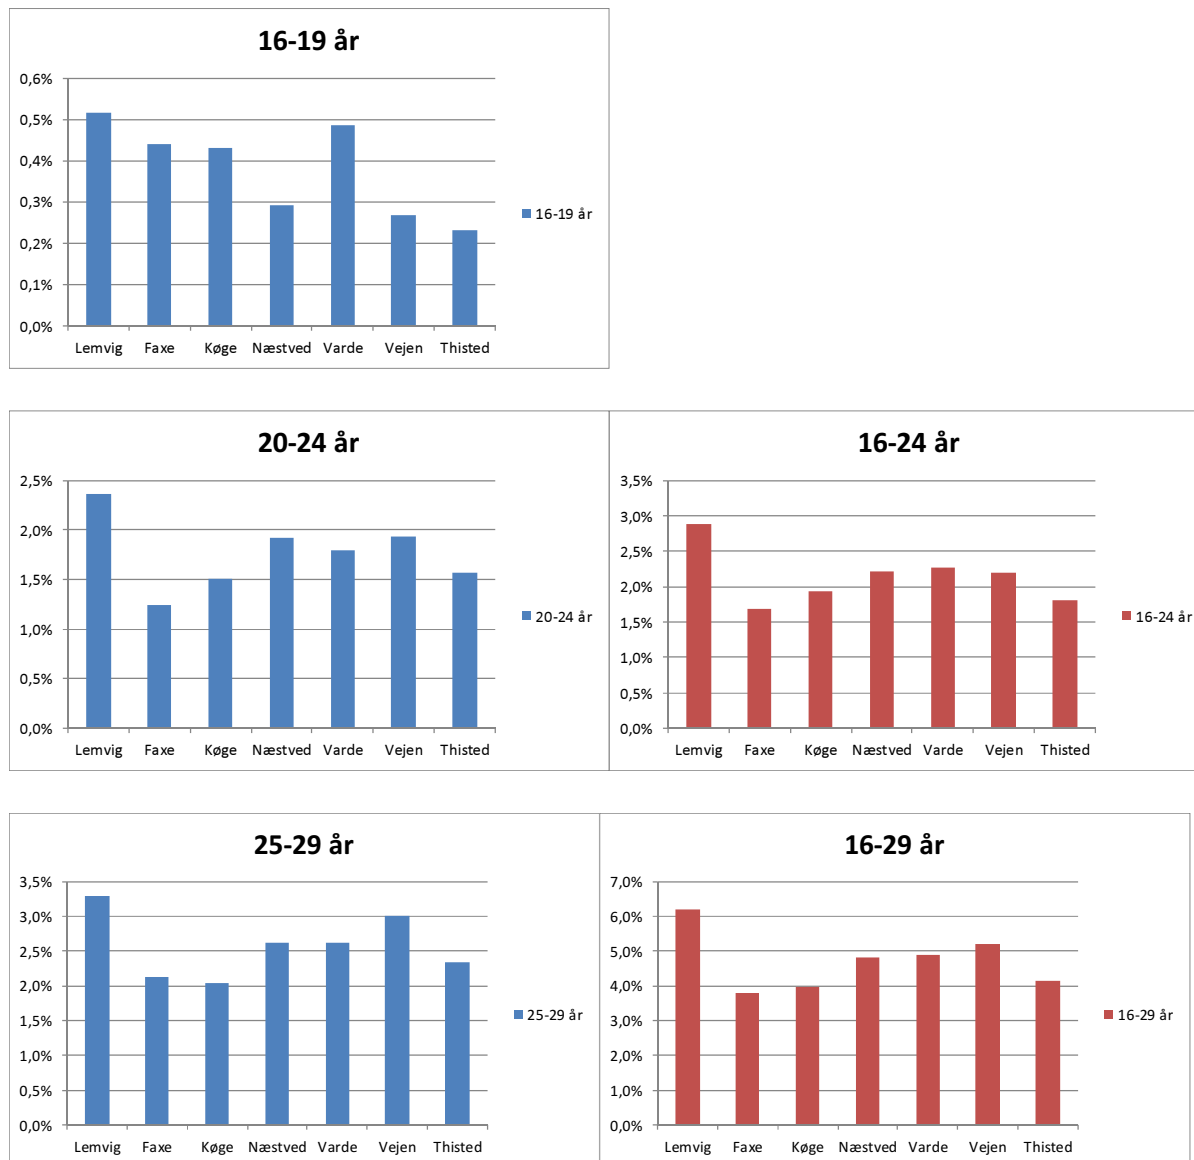 16-19 år
0,6%
0,5%
0,4%
0,3%
0,2%
0,1%
0,0%
16-19 år
Lemvig Faxe Køge Næstved Varde Vejen Thisted
20-24 år
2,5%
2,0%
1,5%
1,0%
0,5%
0,0%
20-24 år
Lemvig Faxe Køge Næstved Varde Vejen Thisted
16-24 år
3,5%
3,0%
2,5%
2,0%
1,5%
1,0%
0,5%
0,0%
16-24 år
Lemvig Faxe Køge Næstved Varde Vejen Thisted
25-29 år
3,5%
3,0%
2,5%
2,0%
1,5%
1,0%
0,5%
0,0%
25-29 år
Lemvig Faxe Køge Næstved Varde Vejen Thisted
16-29 år
7,0%
6,0%
5,0%
4,0%
3,0%
2,0%
1,0%
0,0%
16-29 år
Lemvig Faxe Køge Næstved Varde Vejen Thisted